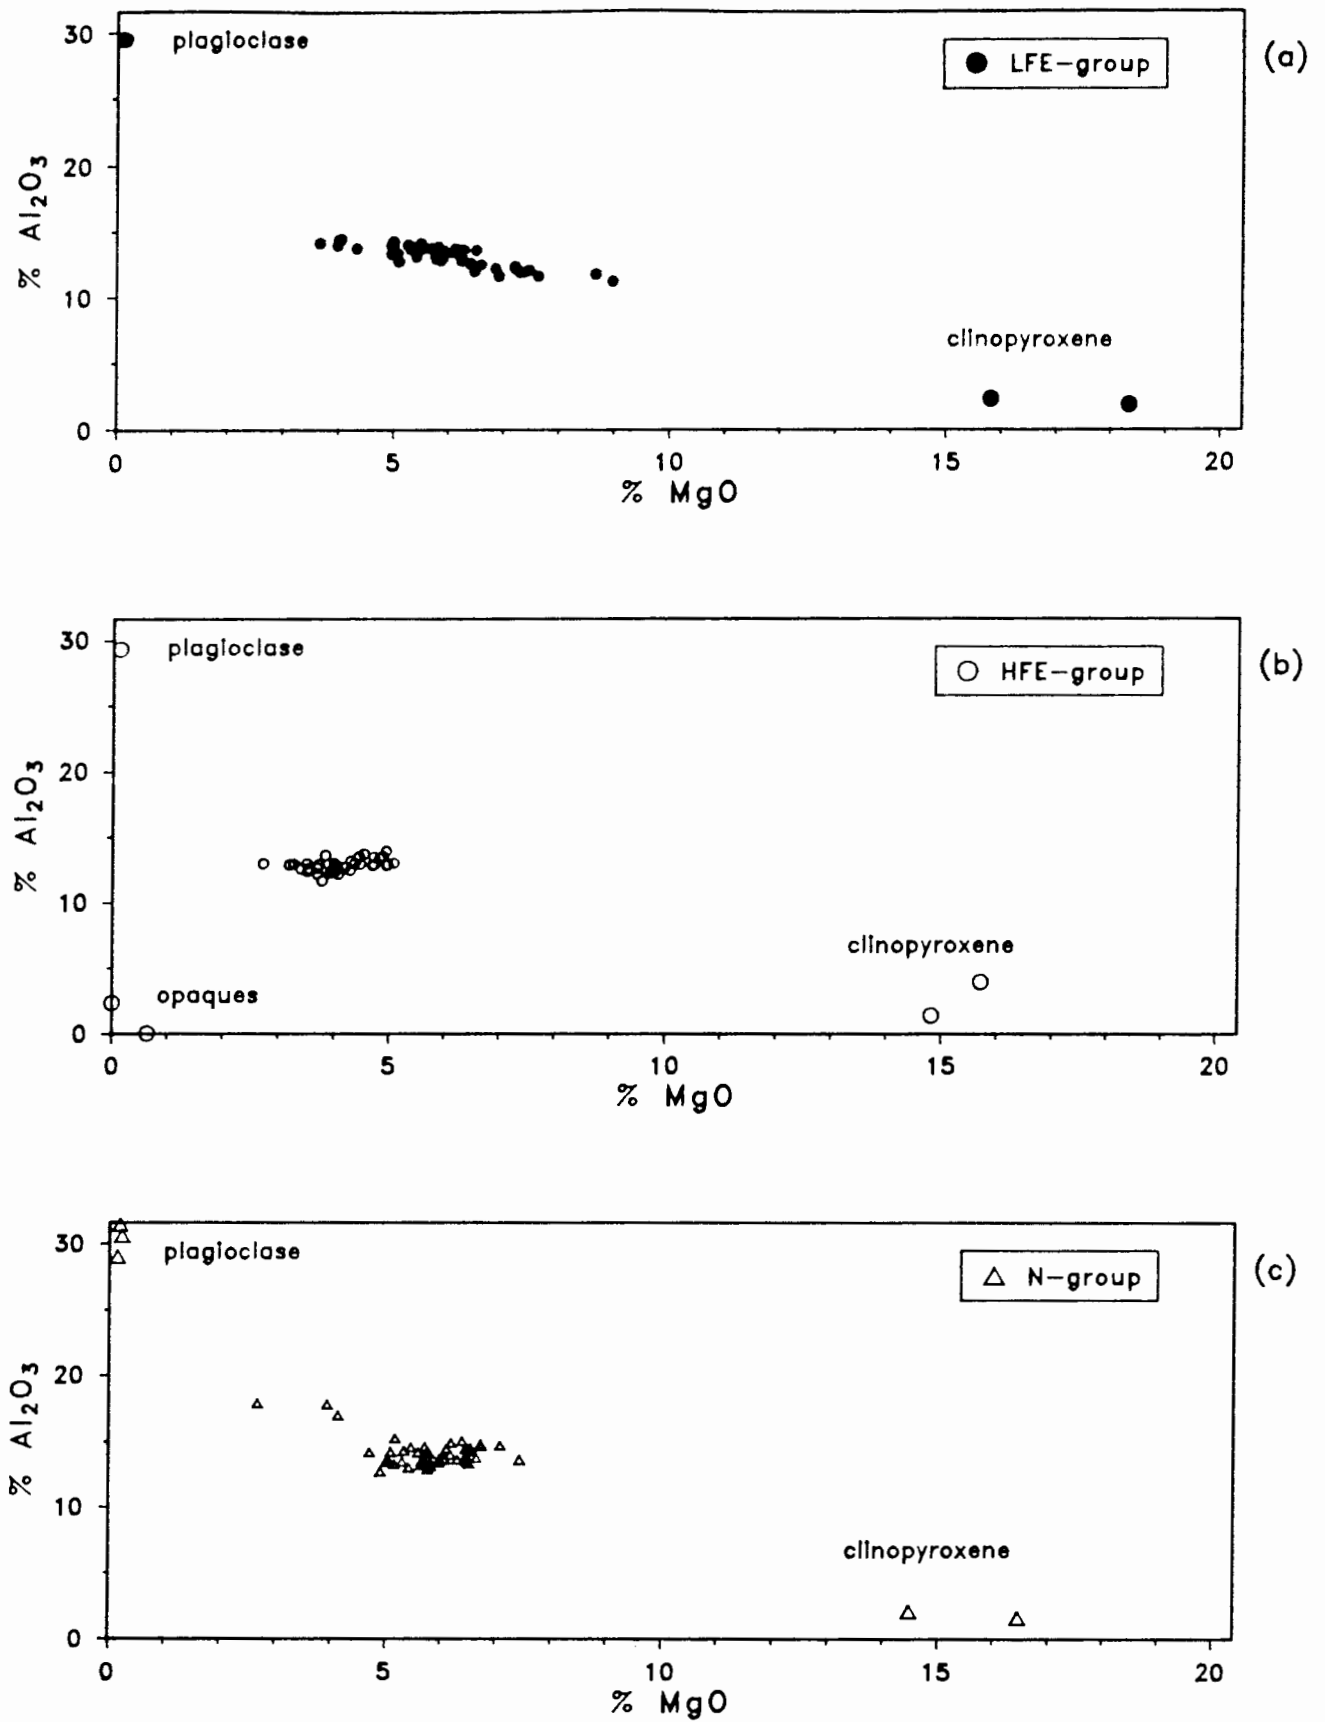 30
plagioclase
LFE-group
(a)
20
% Al2O3
10
clinopyroxene
0
0 5 10 15 20
% MgO
30
plagioclase
HFE-group
(b)
20
% Al2O3
10
clinopyroxene
opaques
0
0 5 10 15 20
% MgO
30
plagioclase
N-group
(c)
20
% Al2O3
10
clinopyroxene
0
0 5 10 15 20
% MgO